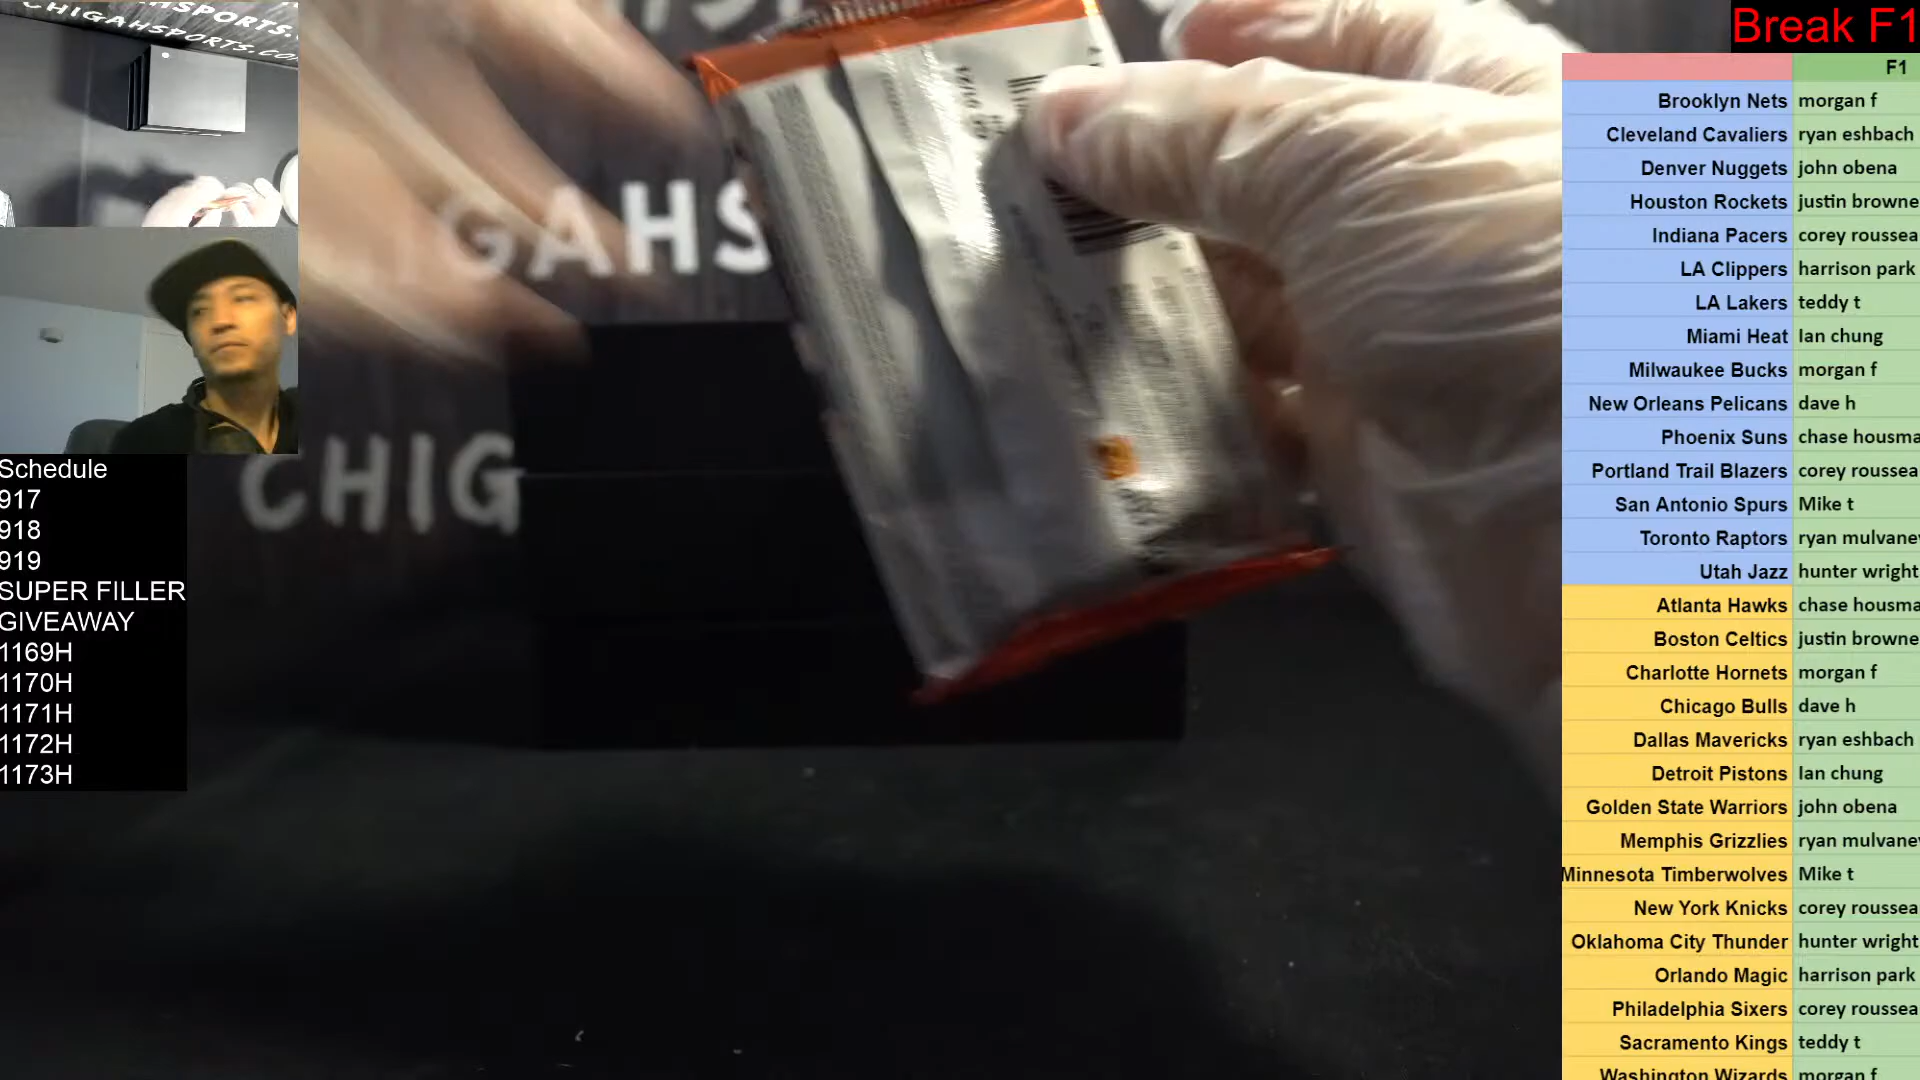 CHIGAHSPORTS.CO
GAHS
CHIG
Break F1
F1
Brooklyn Nets morgan f
Cleveland Cavaliers ryan eshbach
Denver Nuggets john obena
Houston Rockets justin browne
Indiana Pacers corey roussea
LA Clippers harrison park
LA Lakers teddy t
Miami Heat Ian chung
Milwaukee Bucks morgan f
New Orleans Pelicans dave h
Phoenix Suns chase housma
Portland Trail Blazers corey roussea
San Antonio Spurs Mike t
Toronto Raptors ryan mulvaney
Utah Jazz hunter wright
Atlanta Hawks chase housma
Boston Celtics justin browne
Charlotte Hornets morgan f
Chicago Bulls dave h
Dallas Mavericks ryan eshbach
Detroit Pistons Ian chung
Golden State Warriors john obena
Memphis Grizzlies ryan mulvaney
Minnesota Timberwolves Mike t
New York Knicks corey roussea
Oklahoma City Thunder hunter wright
Orlando Magic harrison park
Philadelphia Sixers corey roussea
Sacramento Kings teddy t
Washington Wizards morgan f
Schedule
917
918
919
SUPER FILLER
GIVEAWAY
1169H
1170H
1171H
1172H
1173H